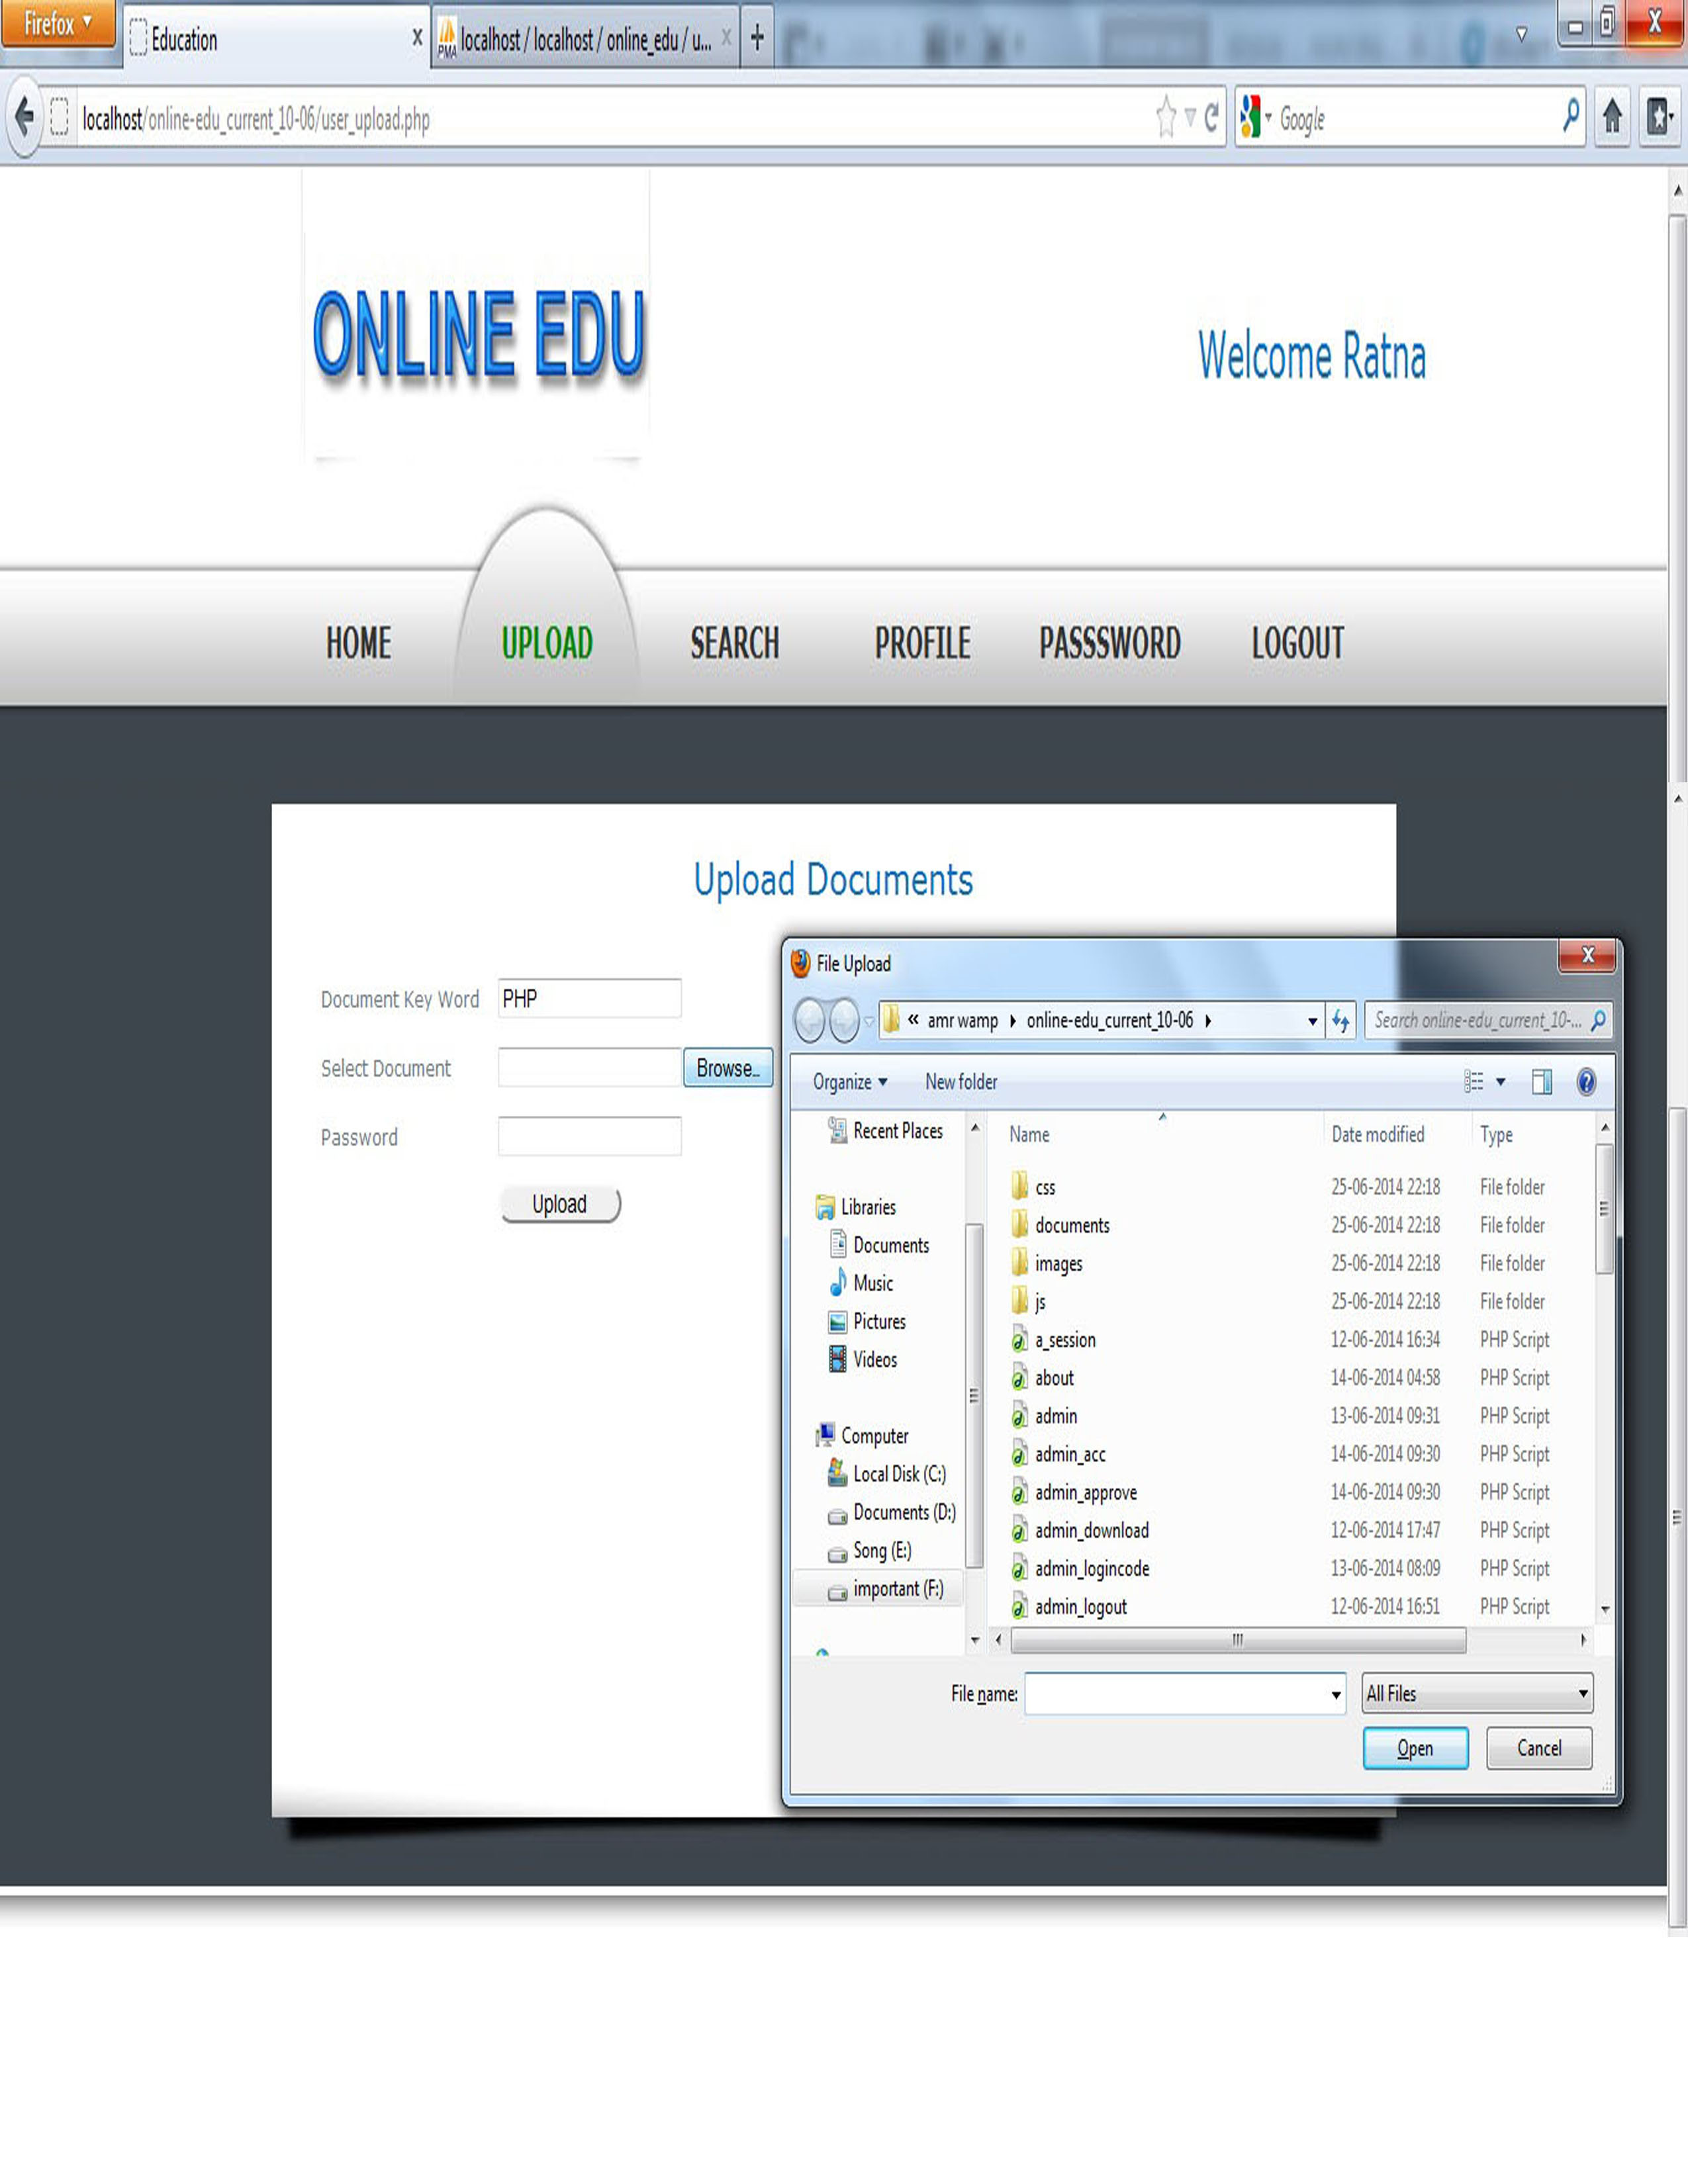 Firefox
Education
PMA localhost / localhost / online_edu / u...
localhost/online-edu_current_10-06/user_upload.php
Google
ONLINE EDU
Welcome Ratna
HOME UPLOAD SEARCH PROFILE PASSSWORD LOGOUT
Upload Documents
Document Key Word PHP
Select Document Browse...
Password
Upload
File Upload
« amr wamp online-edu_current_10-06 Search online-edu_current_10-...
Organize New folder
Recent Places
Libraries
Documents
Music
Pictures
Videos
Computer
Local Disk (C:)
Documents (D:)
Song (E:)
important (F:)
Name Date modified Type
css 25-06-2014 22:18 File folder
documents 25-06-2014 22:18 File folder
images 25-06-2014 22:18 File folder
js 25-06-2014 22:18 File folder
a_session 12-06-2014 16:34 PHP Script
about 14-06-2014 04:58 PHP Script
admin 13-06-2014 09:31 PHP Script
admin_acc 14-06-2014 09:30 PHP Script
admin_approve 14-06-2014 09:30 PHP Script
admin_download 12-06-2014 17:47 PHP Script
admin_logincode 13-06-2014 08:09 PHP Script
admin_logout 12-06-2014 16:51 PHP Script
File name: All Files
Open Cancel